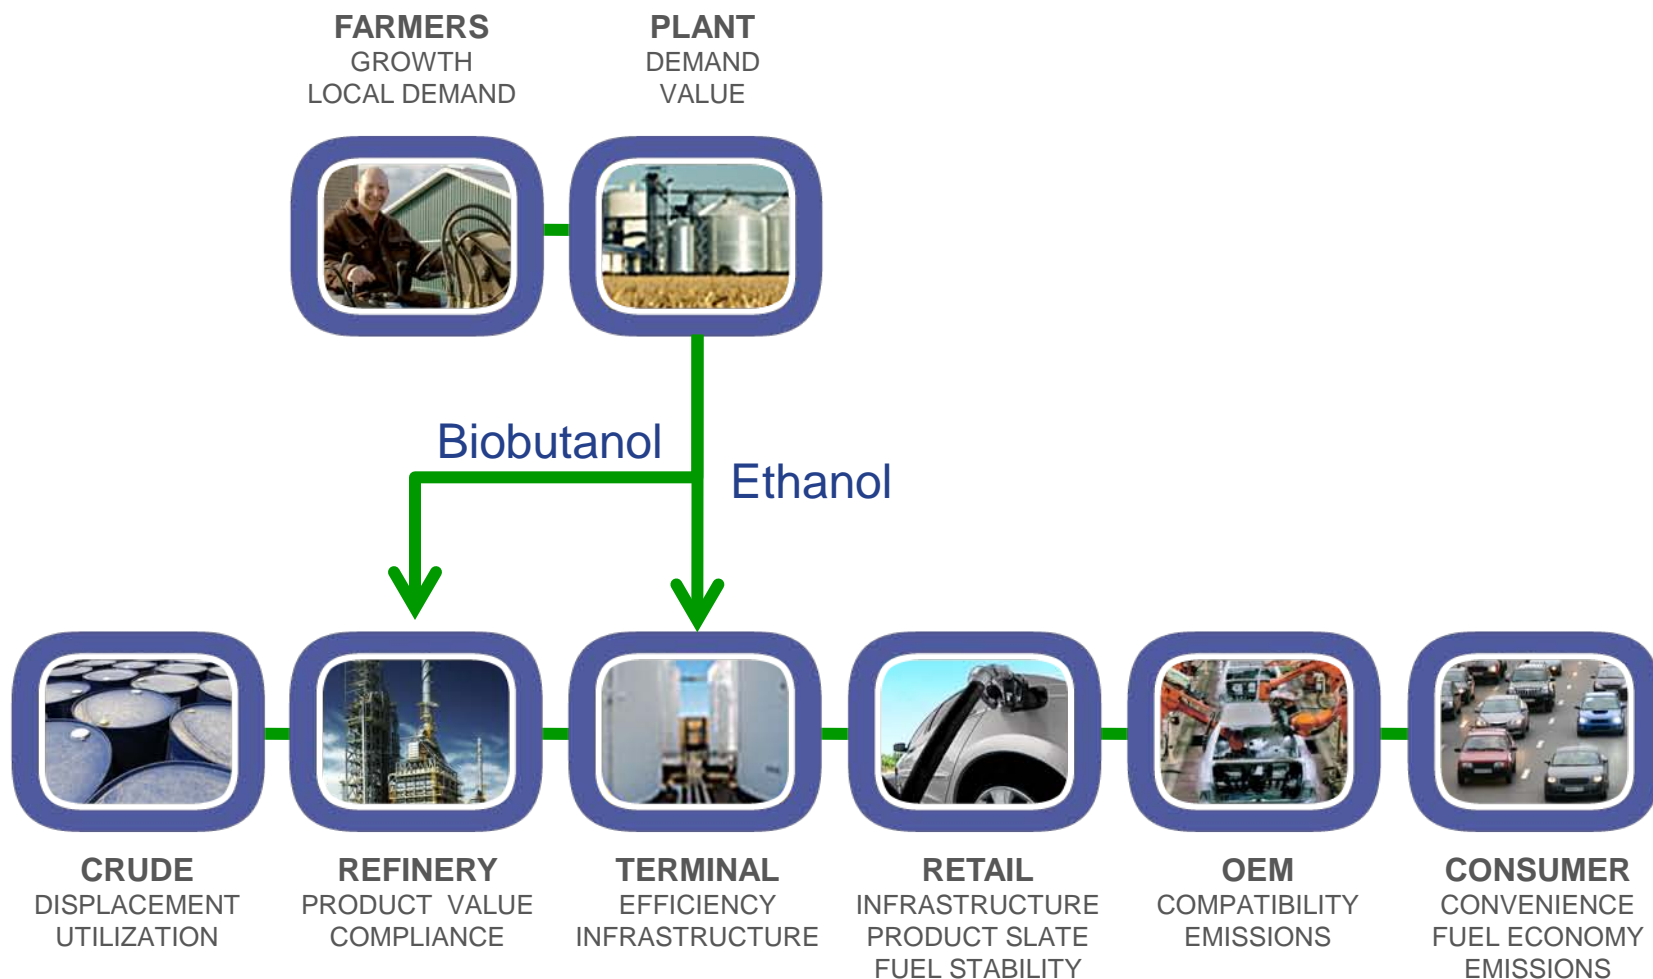 FARMERS
GROWTH
LOCAL DEMAND
PLANT
DEMAND
VALUE
Biobutanol
Ethanol
CRUDE
DISPLACEMENT
UTILIZATION
REFINERY
PRODUCT VALUE
COMPLIANCE
TERMINAL
EFFICIENCY
INFRASTRUCTURE
RETAIL
INFRASTRUCTURE
PRODUCT SLATE
FUEL STABILITY
OEM
COMPATIBILITY
EMISSIONS
CONSUMER
CONVENIENCE
FUEL ECONOMY
EMISSIONS